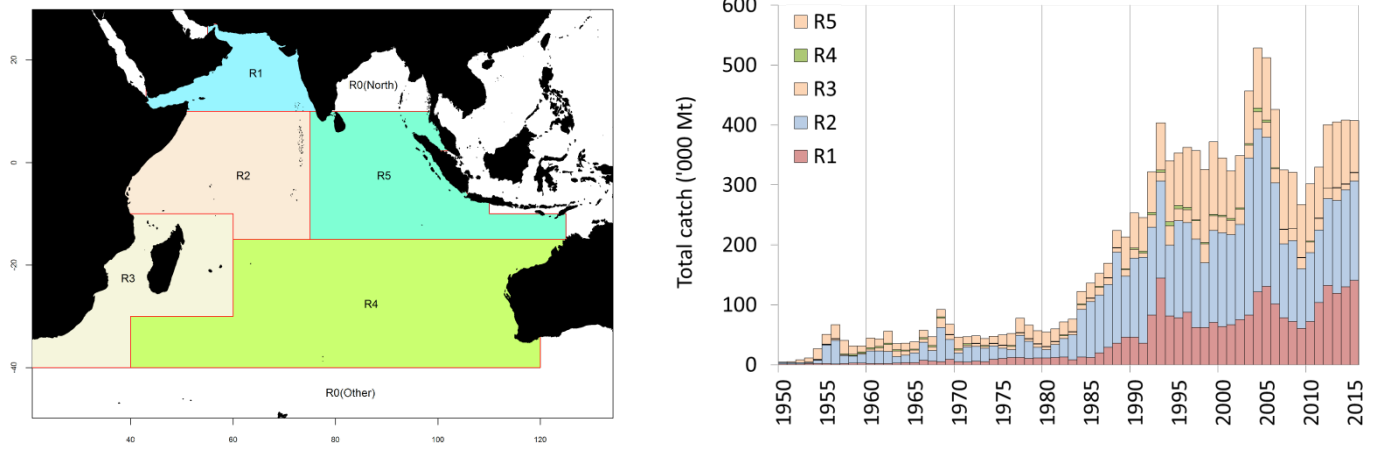 R1
R0(North)
R2
R5
R3
R4
R0(Other)
20
0
-20
-40
40
60
80
100
120
Total catch ('000 Mt)
600
500
400
300
200
100
0
R5
R4
R3
R2
R1
1950
1955
1960
1965
1970
1975
1980
1985
1990
1995
2000
2005
2010
2015